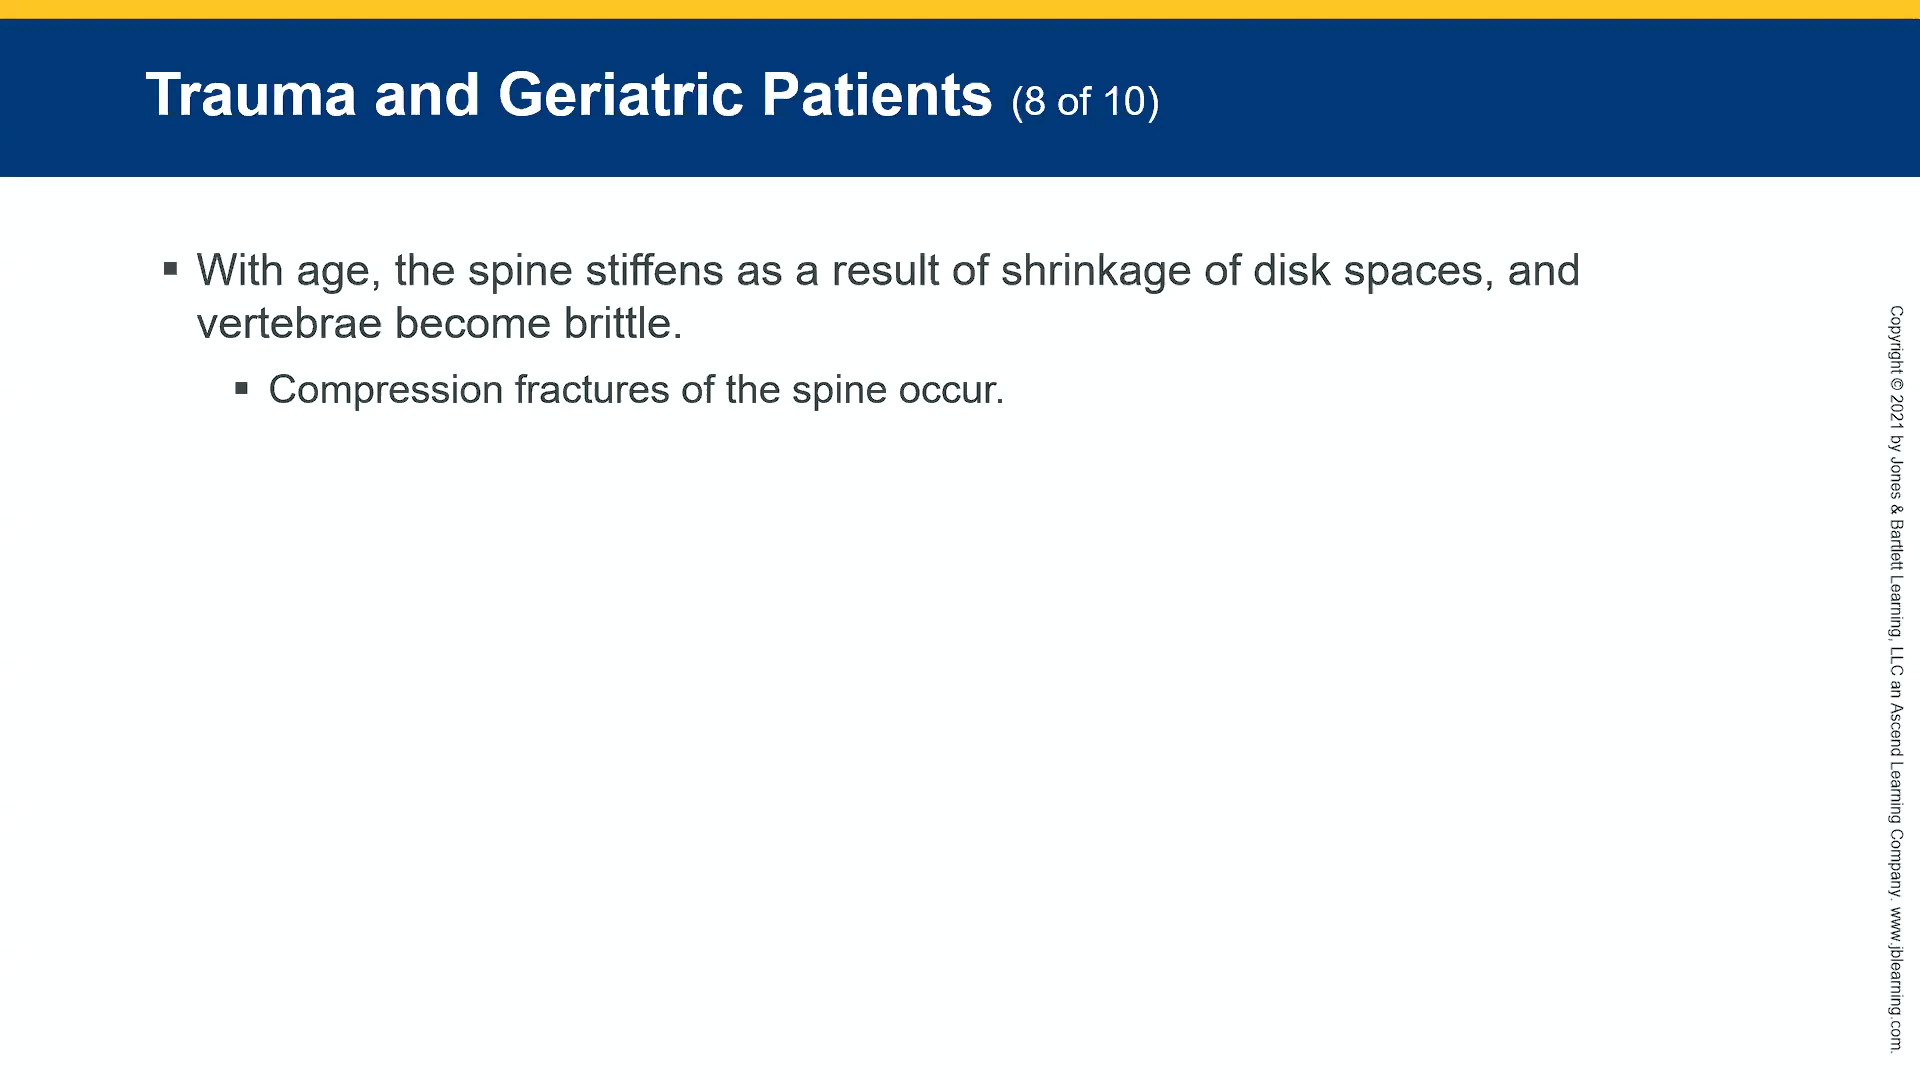 Trauma and Geriatric Patients (8 of 10)
▪ With age, the spine stiffens as a result of shrinkage of disk spaces, and
vertebrae become brittle.
▪ Compression fractures of the spine occur.
Copyright © 2021 by Jones & Bartlett Learning, LLC an Ascend Learning Company. www.jblearning.com.